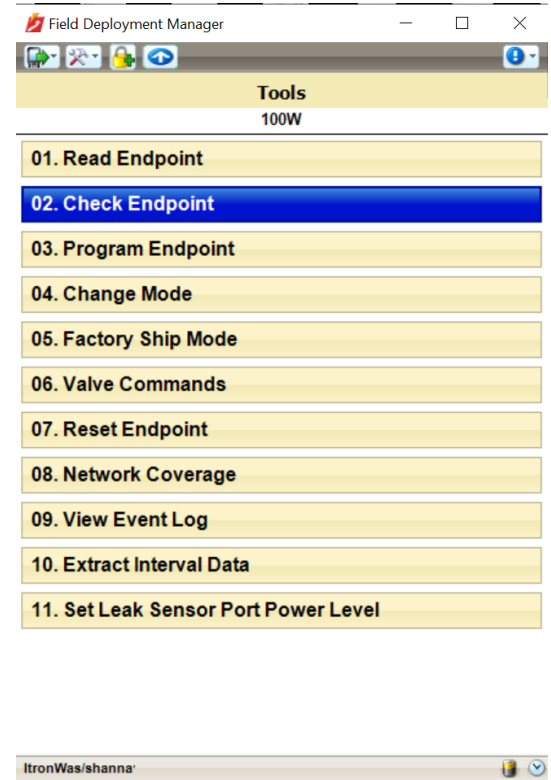 Field Deployment Manager
Tools
100W
01. Read Endpoint
02. Check Endpoint
03. Program Endpoint
04. Change Mode
05. Factory Ship Mode
06. Valve Commands
07. Reset Endpoint
08. Network Coverage
09. View Event Log
10. Extract Interval Data
11. Set Leak Sensor Port Power Level